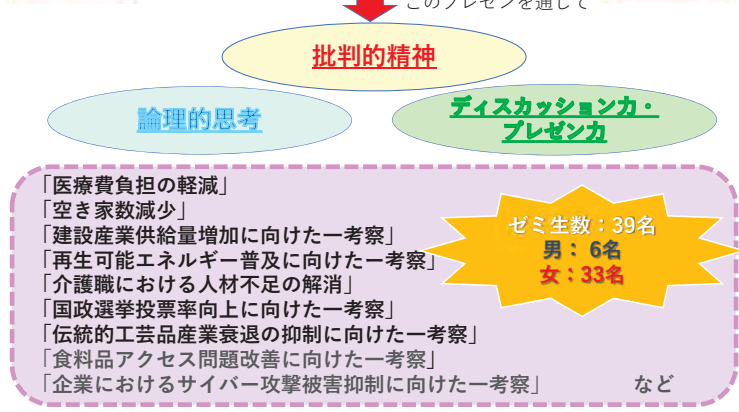 このプレゼンを通して
批判的精神
論理的思考
ディスカッション力・
プレゼン力
「医療費負担の軽減」
「空き家数減少」
「建設産業供給量増加に向けた一考察」
「再生可能エネルギー普及に向けた一考察」
「介護職における人材不足の解消」
「国政選挙投票率向上に向けた一考察」
「伝統的工芸品産業衰退の抑制に向けた一考察」
「食料品アクセス問題改善に向けた一考察」
「企業におけるサイバー攻撃被害抑制に向けた一考察」 など
ゼミ生数：39名
男： 6名
女：33名